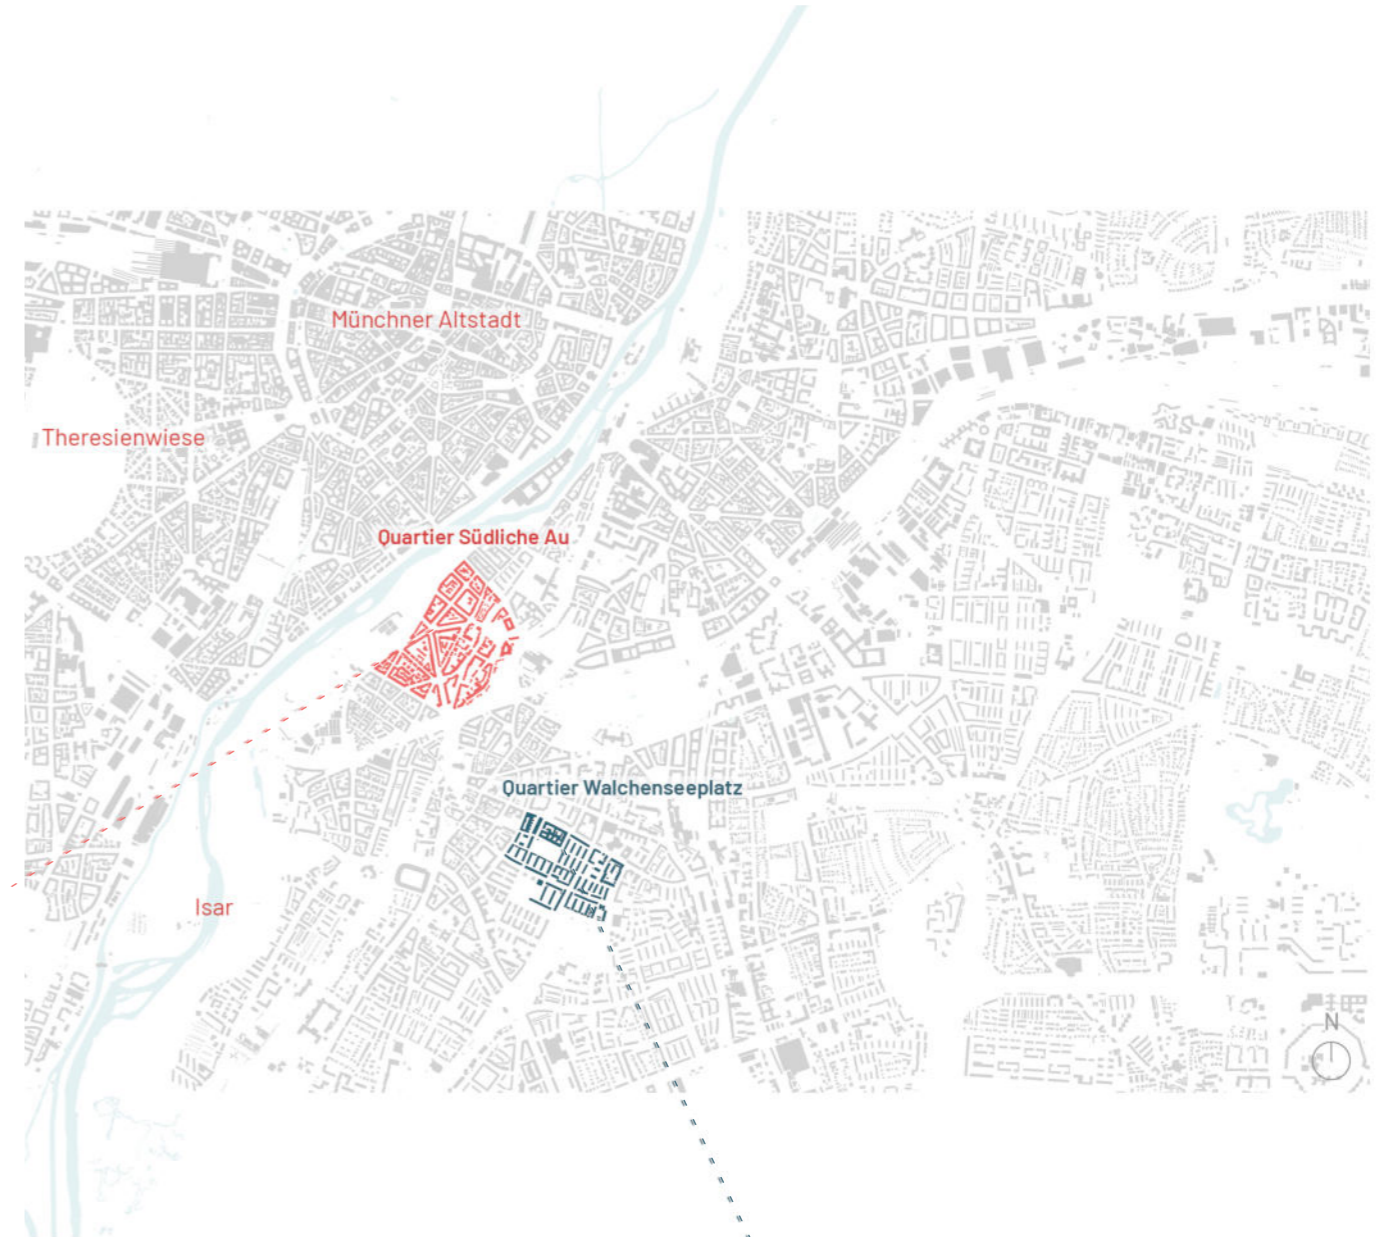 Münchner Altstadt
Theresienwiese
Quartier Südliche Au
Quartier Walchenseeplatz
Isar
N